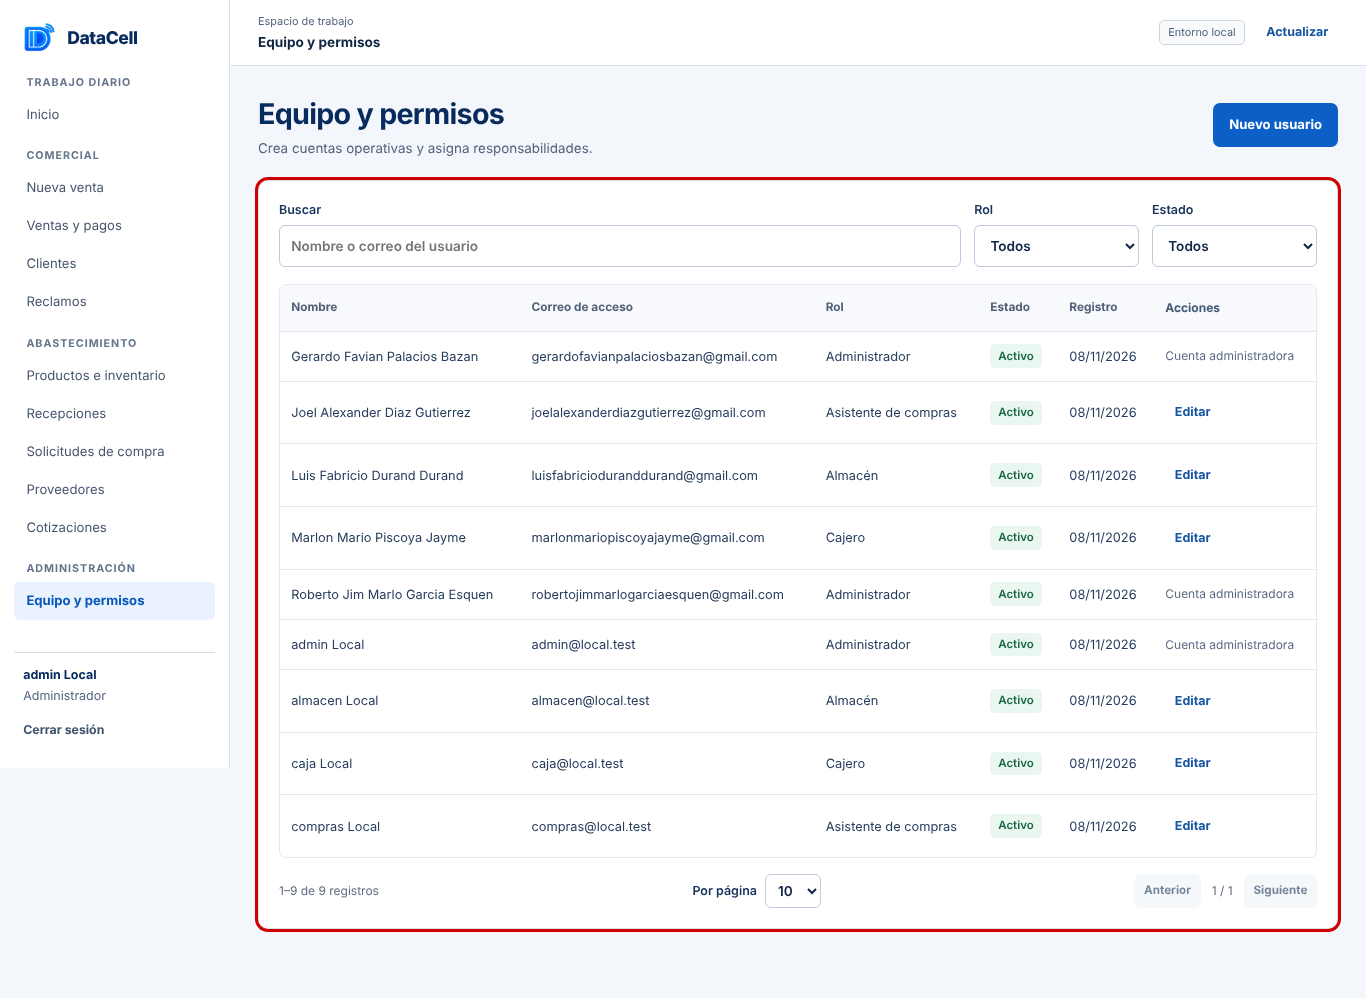 DataCell
TRABAJO DIARIO
Inicio
COMERCIAL
Nueva venta
Ventas y pagos
Clientes
Reclamos
ABASTECIMIENTO
Productos e inventario
Recepciones
Solicitudes de compra
Proveedores
Cotizaciones
ADMINISTRACIÓN
Equipo y permisos
admin Local
Administrador
Cerrar sesión
Espacio de trabajo
Equipo y permisos
Entorno local Actualizar
Equipo y permisos
Crea cuentas operativas y asigna responsabilidades.
Nuevo usuario
Buscar Rol Estado
Nombre o correo del usuario Todos Todos
Nombre Correo de acceso Rol Estado Registro Acciones
Gerardo Favian Palacios Bazan gerardofavianpalaciosbazan@gmail.com Administrador Activo 08/11/2026 Cuenta administradora
Joel Alexander Diaz Gutierrez joelalexanderdiazgutierrez@gmail.com Asistente de compras Activo 08/11/2026 Editar
Luis Fabricio Durand Durand luisfabricioduranddurand@gmail.com Almacén Activo 08/11/2026 Editar
Marlon Mario Piscoya Jayme marlonmariopiscoyajayme@gmail.com Cajero Activo 08/11/2026 Editar
Roberto Jim Marlo Garcia Esquen robertojimmarlogarciaesquen@gmail.com Administrador Activo 08/11/2026 Cuenta administradora
admin Local admin@local.test Administrador Activo 08/11/2026 Cuenta administradora
almacen Local almacen@local.test Almacén Activo 08/11/2026 Editar
caja Local caja@local.test Cajero Activo 08/11/2026 Editar
compras Local compras@local.test Asistente de compras Activo 08/11/2026 Editar
1–9 de 9 registros Por página 10 Anterior 1 / 1 Siguiente